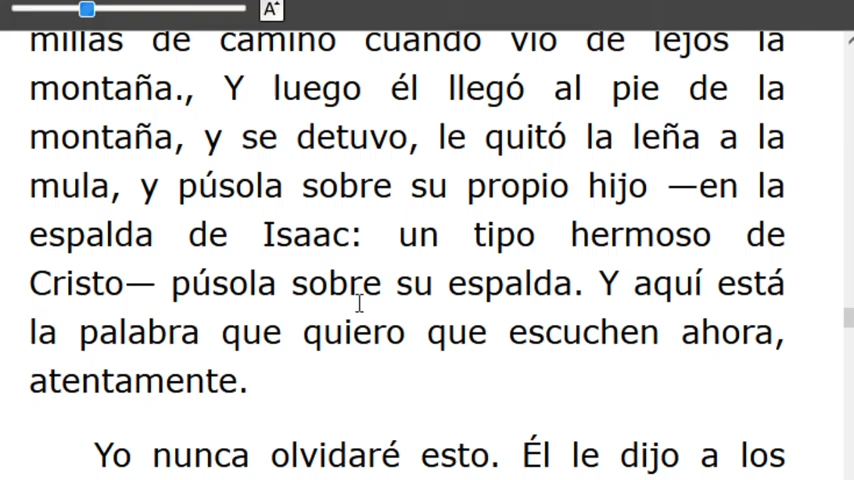 A
millas de camino cuando vio de lejos la
montaña., Y luego él llegó al pie de la
montaña, y se detuvo, le quitó la leña a la
mula, y púsola sobre su propio hijo —en la
espalda de Isaac: un tipo hermoso de
Cristo— púsola sobre su espalda. Y aquí está
la palabra que quiero que escuchen ahora,
atentamente.
Yo nunca olvidaré esto. Él le dijo a los